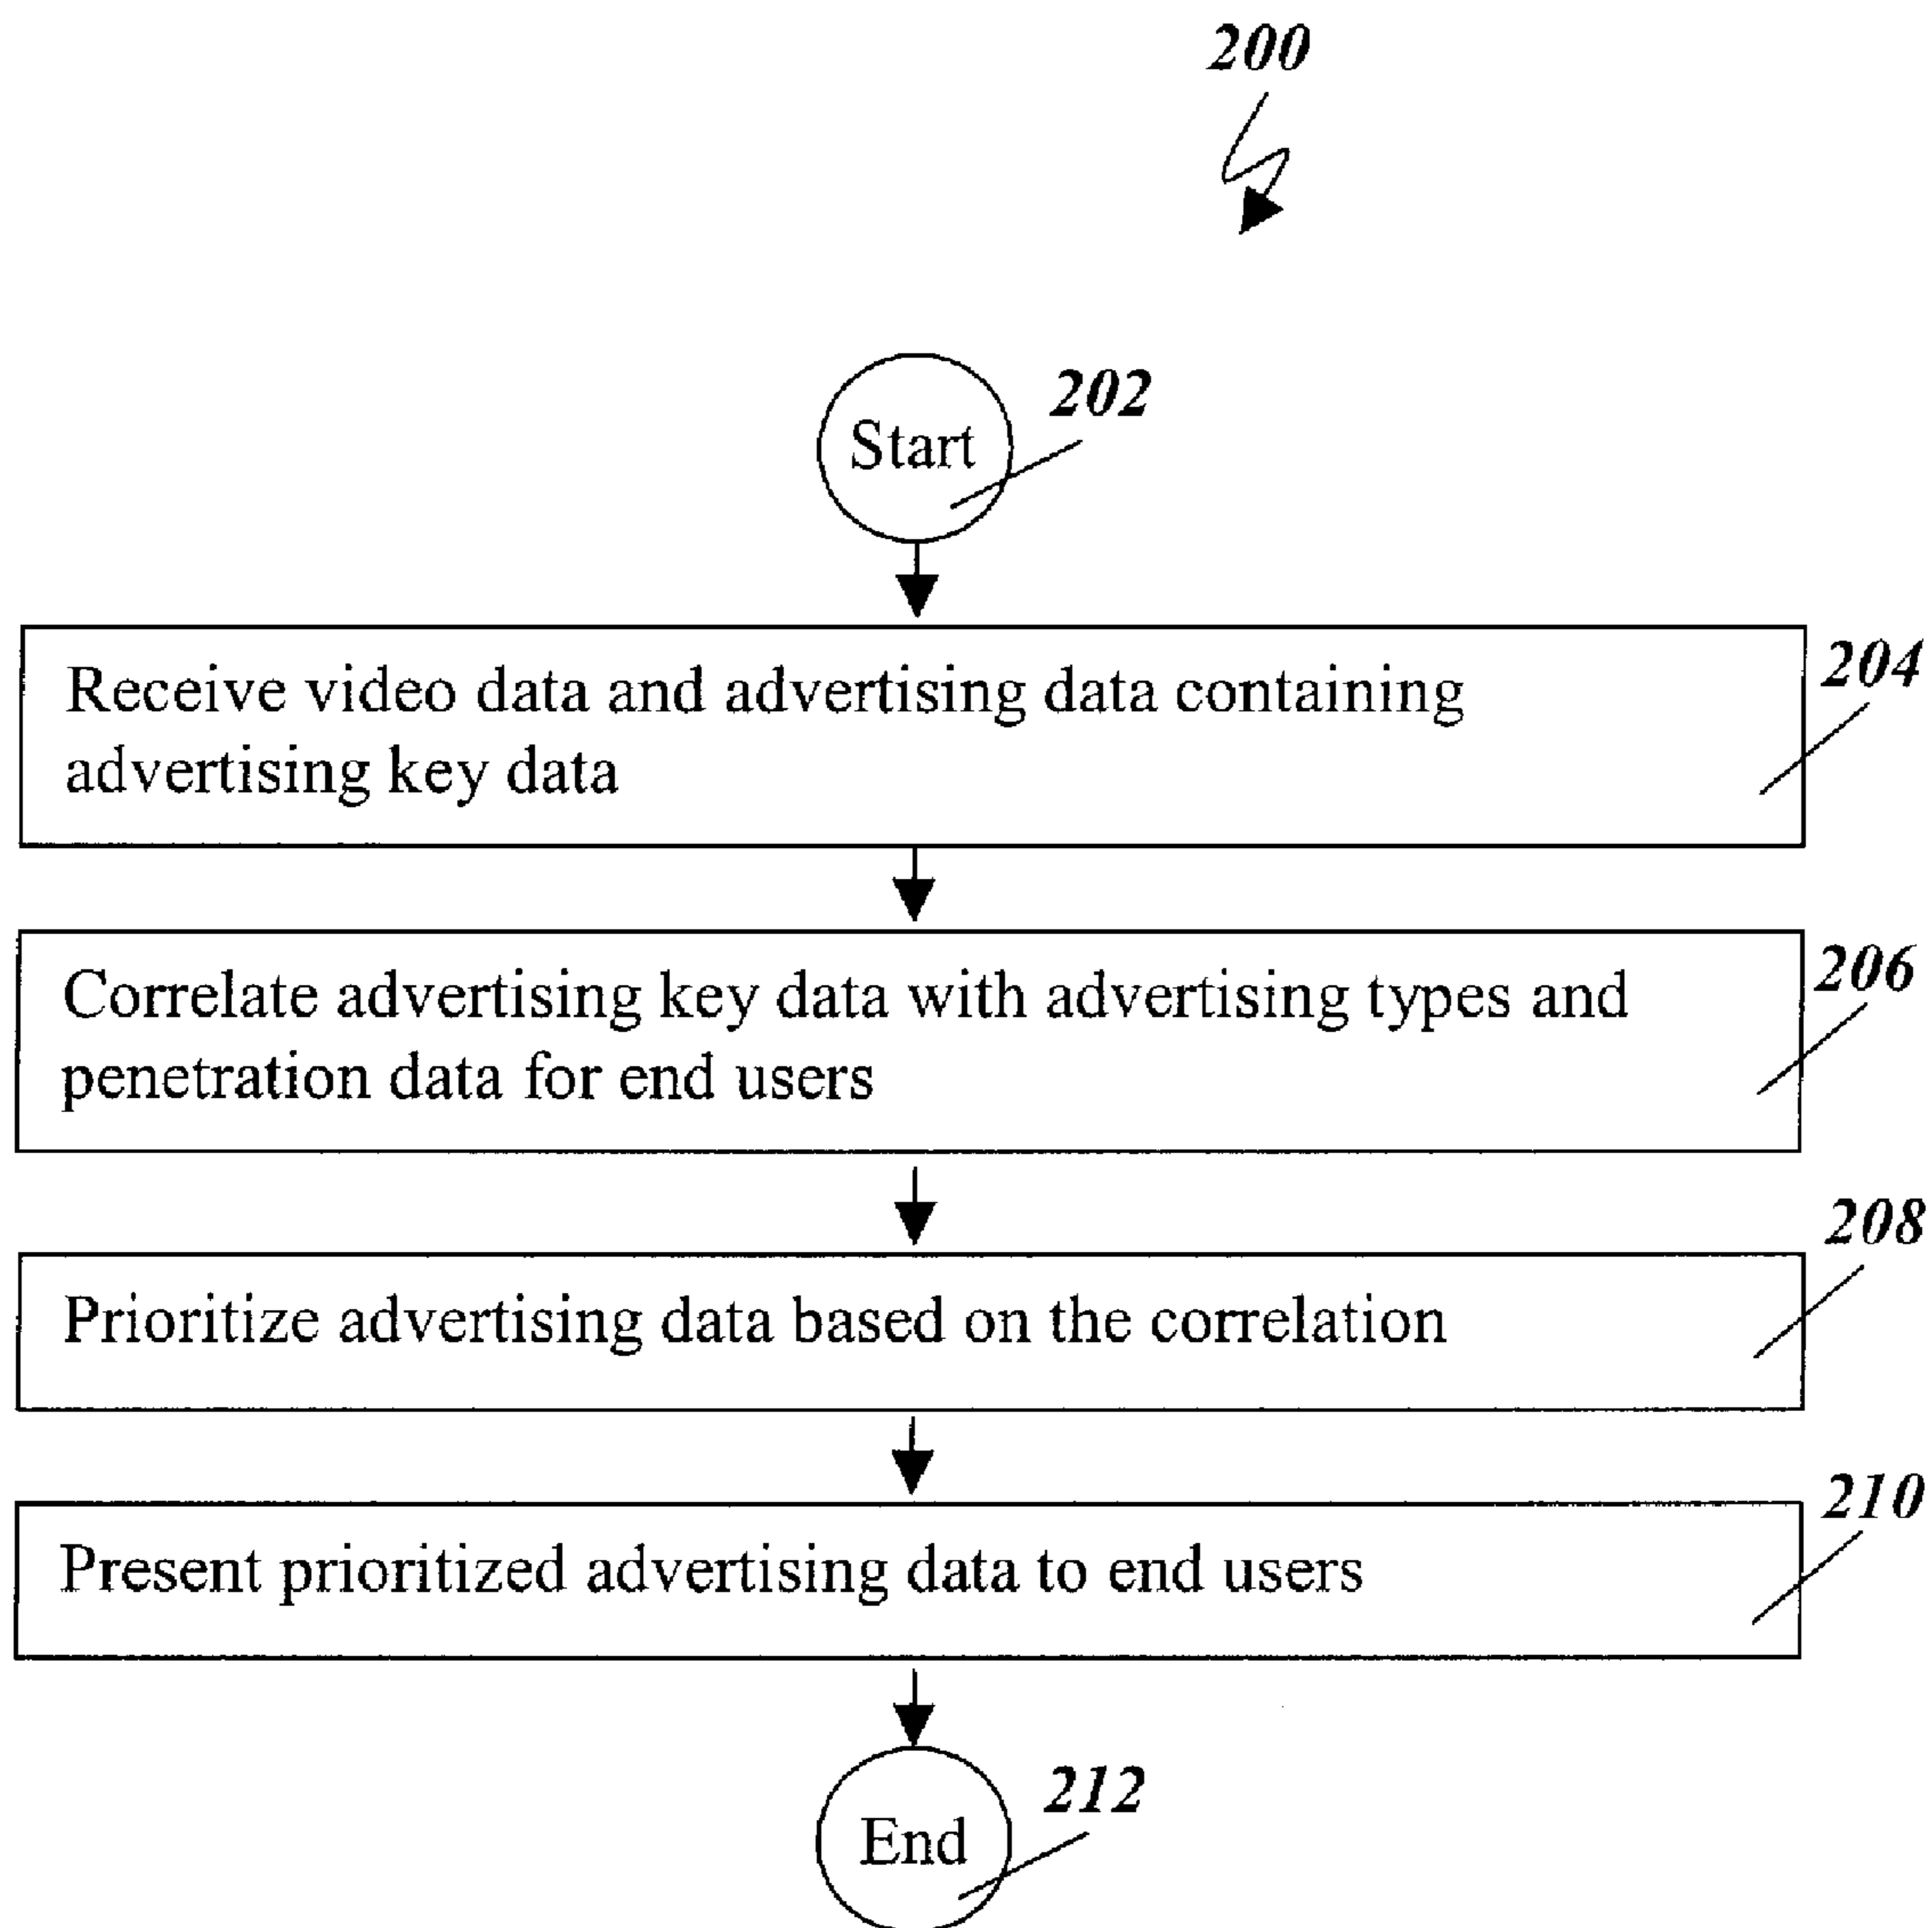 200
202
Start
204
Receive video data and advertising data containing
advertising key data
206
Correlate advertising key data with advertising types and
penetration data for end users
208
Prioritize advertising data based on the correlation
210
Present prioritized advertising data to end users
212
End